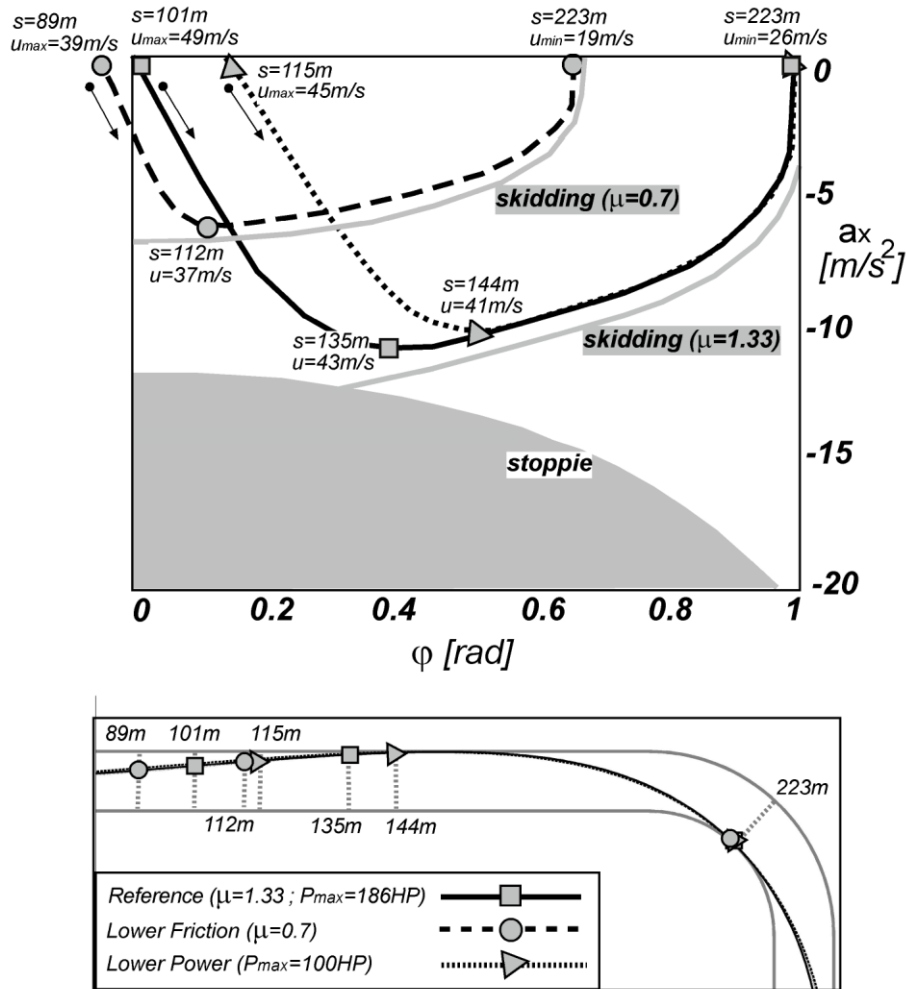 s=89m
umax=39m/s
s=101m
umax=49m/s
s=223m
umin=19m/s
s=223m
umin=26m/s
s=115m
umax=45m/s
0
skidding (μ=0.7)
-5
ax
[m/s²]
s=112m
u=37m/s
s=144m
u=41m/s
-10
skidding (μ=1.33)
s=135m
u=43m/s
stoppie
-15
-20
0 0.2 0.4 0.6 0.8 1
φ [rad]
89m 101m 115m
223m
112m 135m 144m
Reference (μ=1.33 ; Pmax=186HP)
Lower Friction (μ=0.7)
Lower Power (Pmax=100HP)